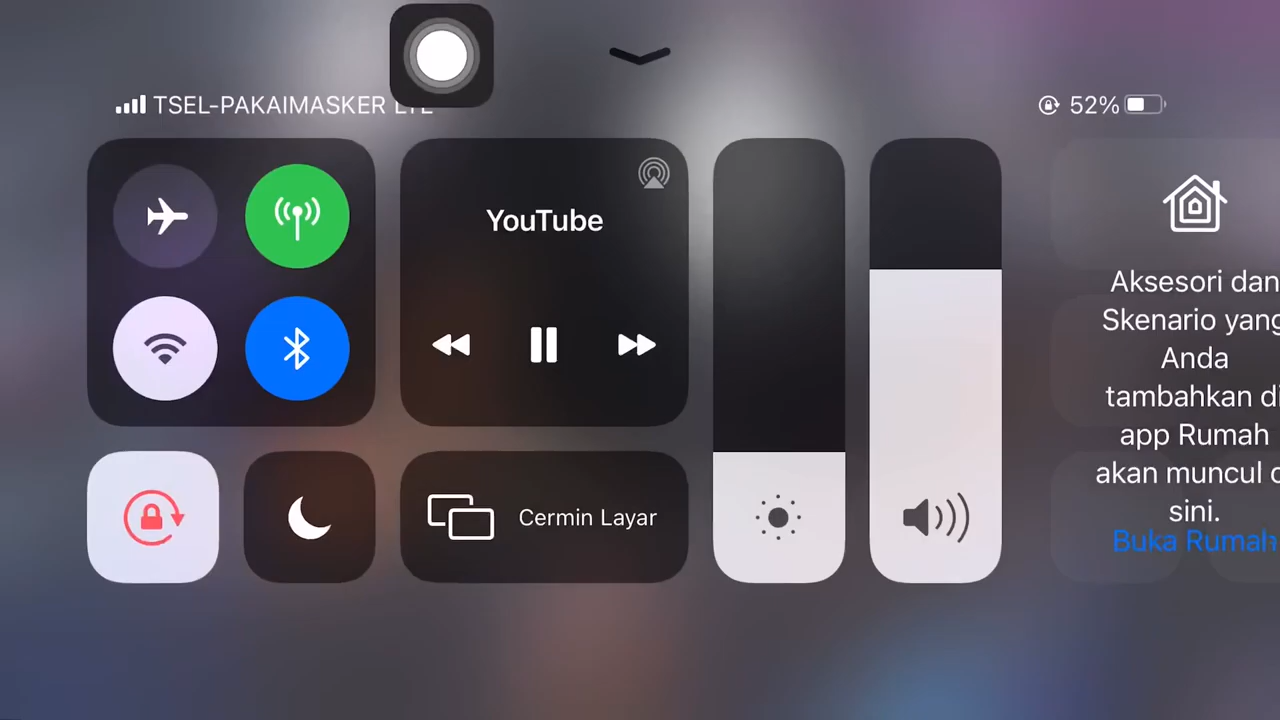 TSEL-PAKAIMASKER LTE
52%
YouTube
Cermin Layar
Aksesori dan
Skenario yang
Anda
tambahkan di
app Rumah
akan muncul
sini.
Buka Rumah